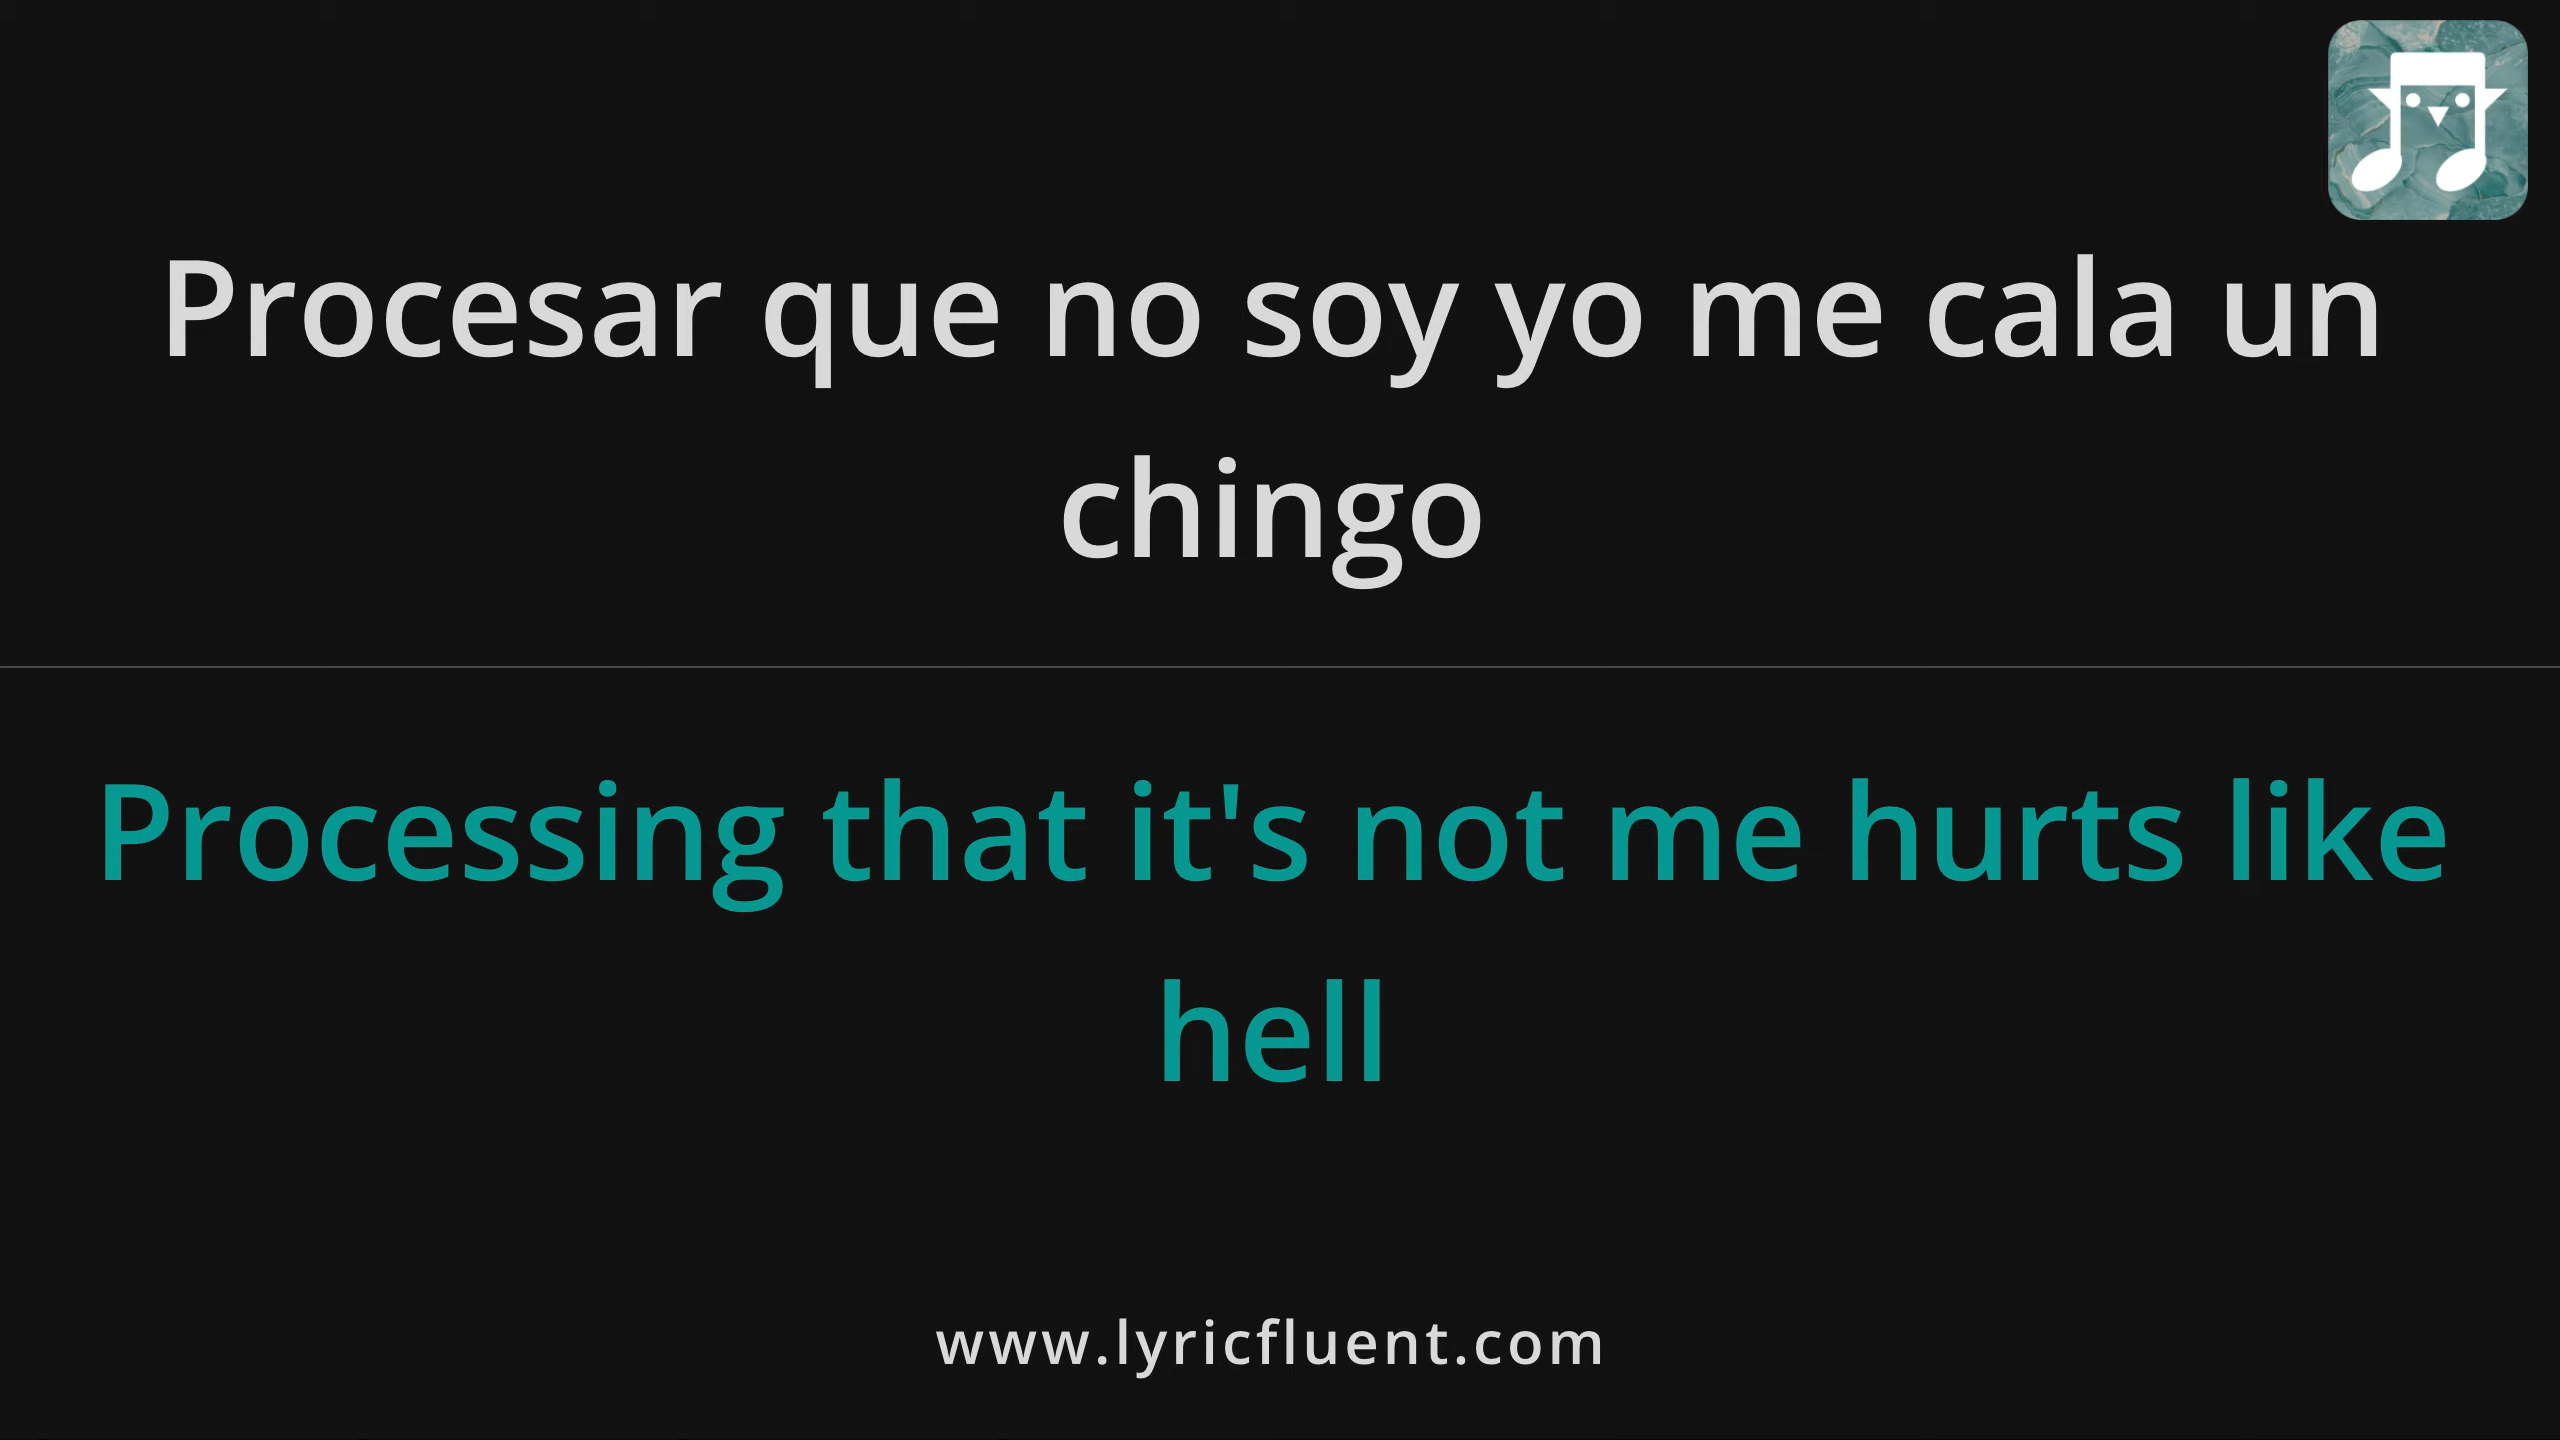 Procesar que no soy yo me cala un
chingo
Processing that it's not me hurts like
hell
www.lyricfluent.com